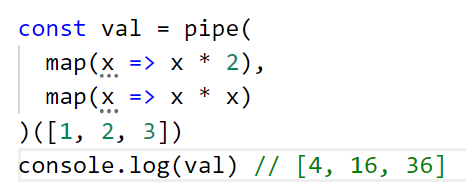 const val = pipe(
  map(x => x * 2),
  map(x => x * x)
)([1, 2, 3])
console.log(val) // [4, 16, 36]